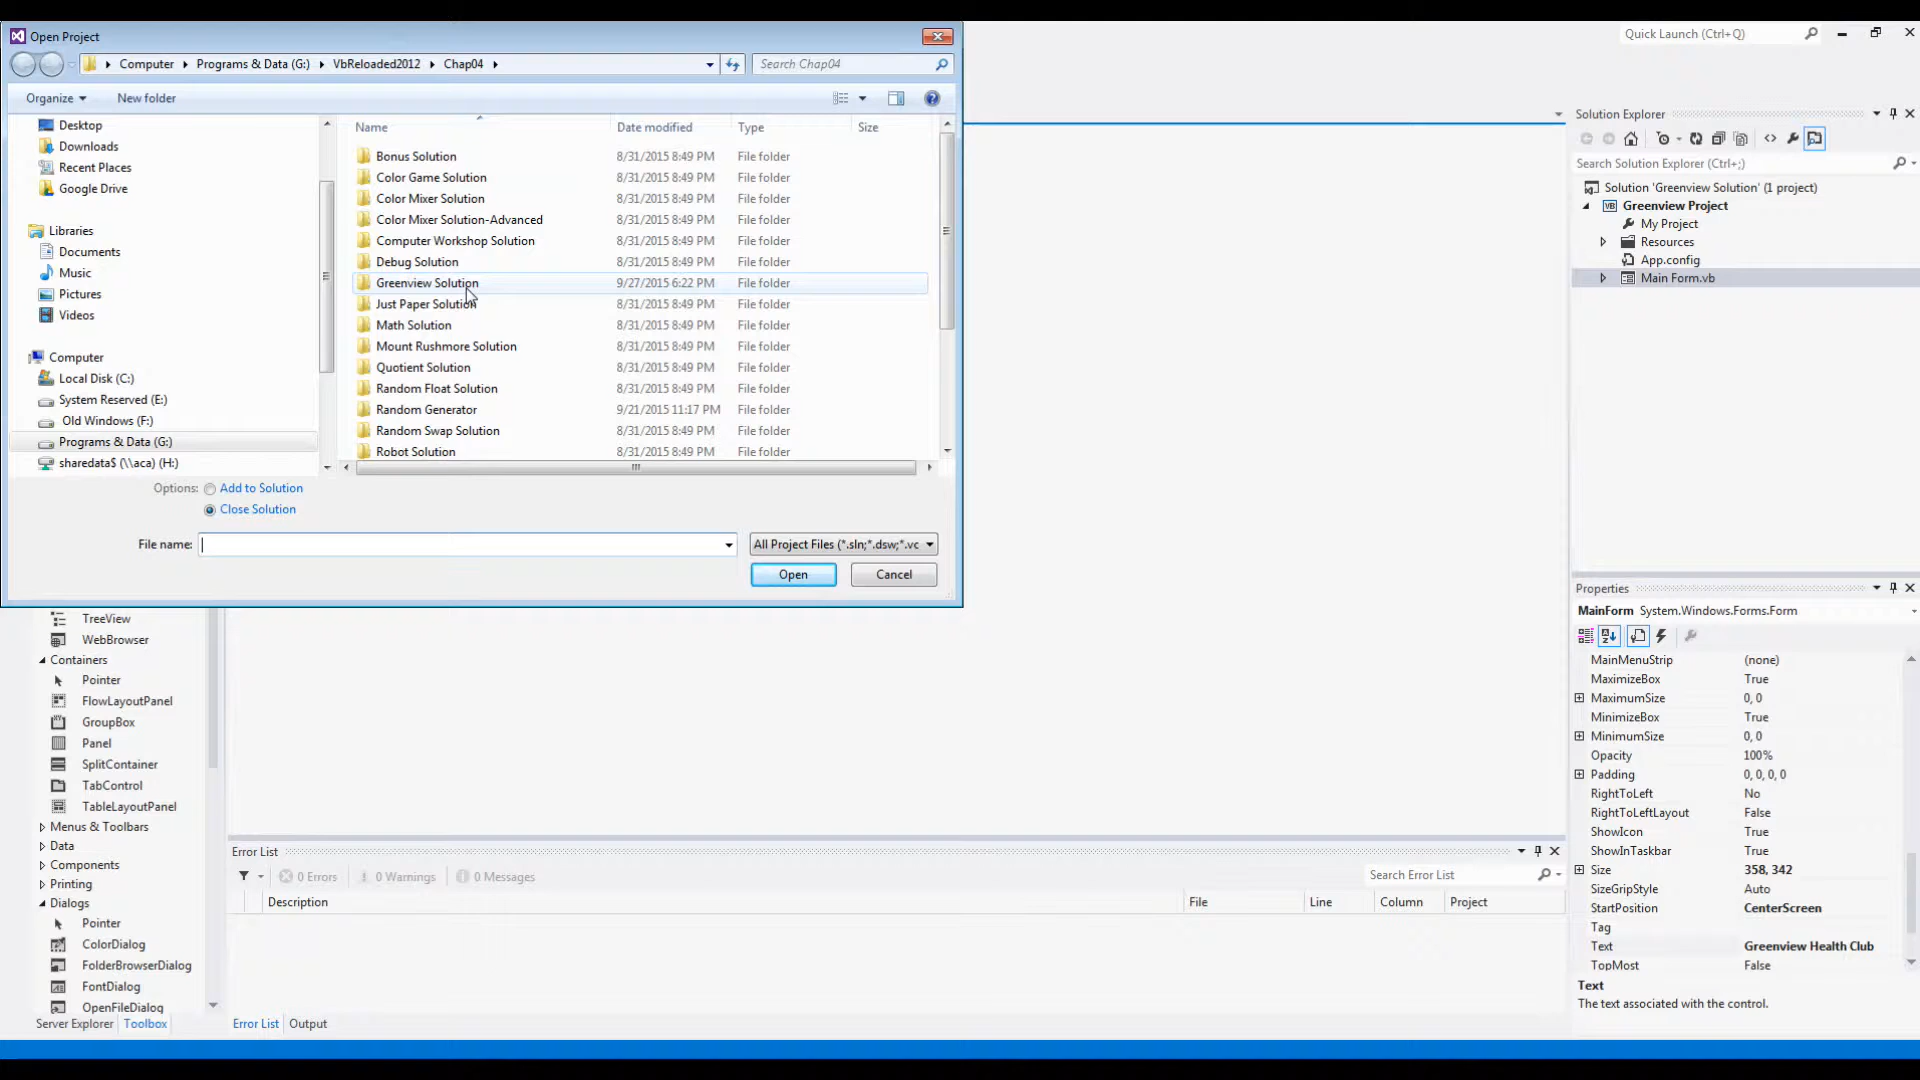 Open Project
Quick Launch (Ctrl+Q)
Computer Programs & Data (G:) VbReloaded2012 Chap04
Search Chap04
Organize New folder
Name Date modified Type Size
Desktop
Downloads
Recent Places
Google Drive
Libraries
Documents
Music
Pictures
Videos
Computer
Local Disk (C:)
System Reserved (E:)
Old Windows (F:)
Programs & Data (G:)
sharedata$ (\\aca) (H:)
Bonus Solution 8/31/2015 8:49 PM File folder
Color Game Solution 8/31/2015 8:49 PM File folder
Color Mixer Solution 8/31/2015 8:49 PM File folder
Color Mixer Solution-Advanced 8/31/2015 8:49 PM File folder
Computer Workshop Solution 8/31/2015 8:49 PM File folder
Debug Solution 8/31/2015 8:49 PM File folder
Greenview Solution 9/27/2015 6:22 PM File folder
Just Paper Solution 8/31/2015 8:49 PM File folder
Math Solution 8/31/2015 8:49 PM File folder
Mount Rushmore Solution 8/31/2015 8:49 PM File folder
Quotient Solution 8/31/2015 8:49 PM File folder
Random Float Solution 8/31/2015 8:49 PM File folder
Random Generator 9/21/2015 11:17 PM File folder
Random Swap Solution 8/31/2015 8:49 PM File folder
Robot Solution 8/31/2015 8:49 PM File folder
Options: Add to Solution
Close Solution
File name: All Project Files (*.sln;*.dsw;*.vc
Open Cancel
TreeView
WebBrowser
Containers
Pointer
FlowLayoutPanel
GroupBox
Panel
SplitContainer
TabControl
TableLayoutPanel
Menus & Toolbars
Data
Components
Printing
Dialogs
Pointer
ColorDialog
FolderBrowserDialog
FontDialog
OpenFileDialog
Server Explorer Toolbox
Error List
0 Errors 0 Warnings 0 Messages
Search Error List
Description File Line Column Project
Error List Output
Solution Explorer
Search Solution Explorer (Ctrl+;)
Solution 'Greenview Solution' (1 project)
VB Greenview Project
My Project
Resources
App.config
Main Form.vb
Properties
MainForm System.Windows.Forms.Form
MainMenuStrip (none)
MaximizeBox True
MaximumSize 0, 0
MinimizeBox True
MinimumSize 0, 0
Opacity 100%
Padding 0, 0, 0, 0
RightToLeft No
RightToLeftLayout False
ShowIcon True
ShowInTaskbar True
Size 358, 342
SizeGripStyle Auto
StartPosition CenterScreen
Tag
Text Greenview Health Club
TopMost False
Text
The text associated with the control.